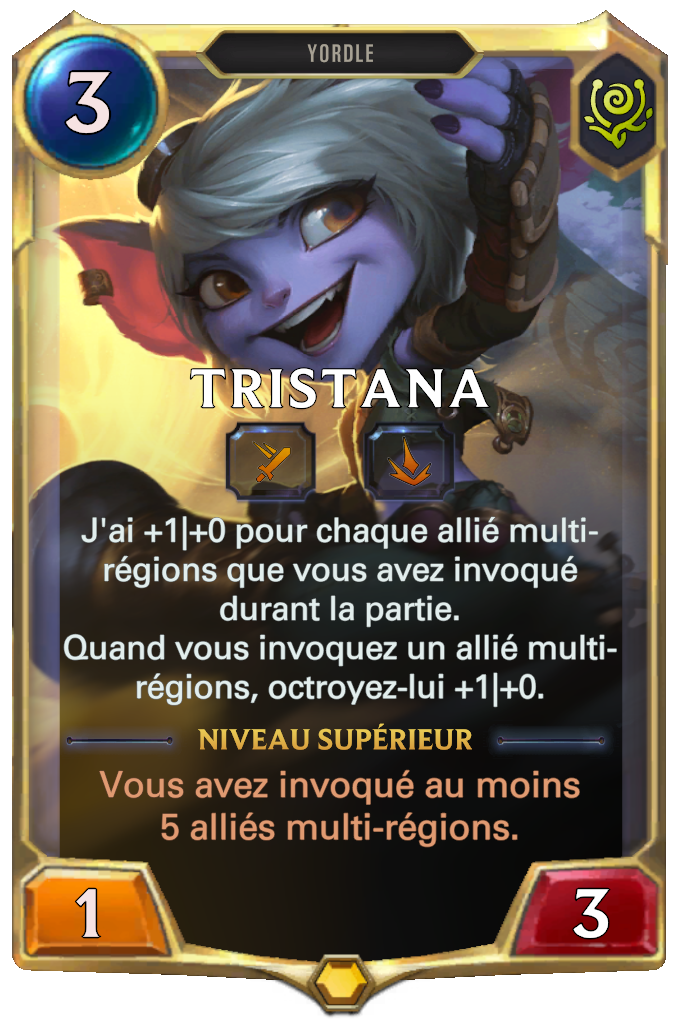 YORDLE
3
TRISTANA
J'ai +1|+0 pour chaque allié multi-
régions que vous avez invoqué
durant la partie.
Quand vous invoquez un allié multi-
régions, octroyez-lui +1|+0.
NIVEAU SUPÉRIEUR
Vous avez invoqué au moins
5 alliés multi-régions.
1
3